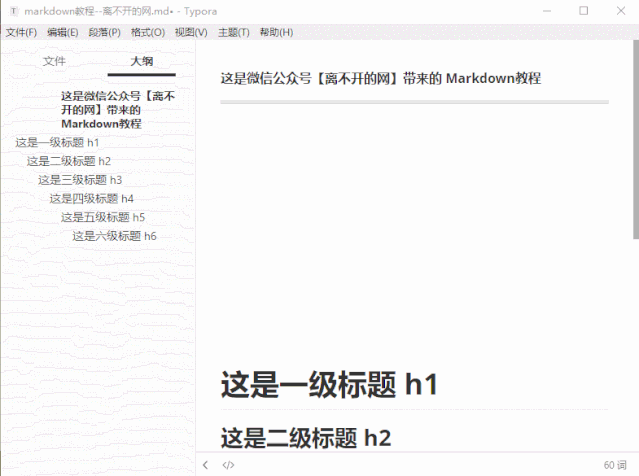 markdown教程--离不开的网.md• - Typora
文件(F) 编辑(E) 段落(P) 格式(O) 视图(V) 主题(T) 帮助(H)
文件 大纲
这是微信公众号【离不
开的网】带来的
Markdown教程
这是一级标题 h1
这是二级标题 h2
这是三级标题 h3
这是四级标题 h4
这是五级标题 h5
这是六级标题 h6
这是微信公众号【离不开的网】带来的 Markdown教程
这是一级标题 h1
这是二级标题 h2
60 词